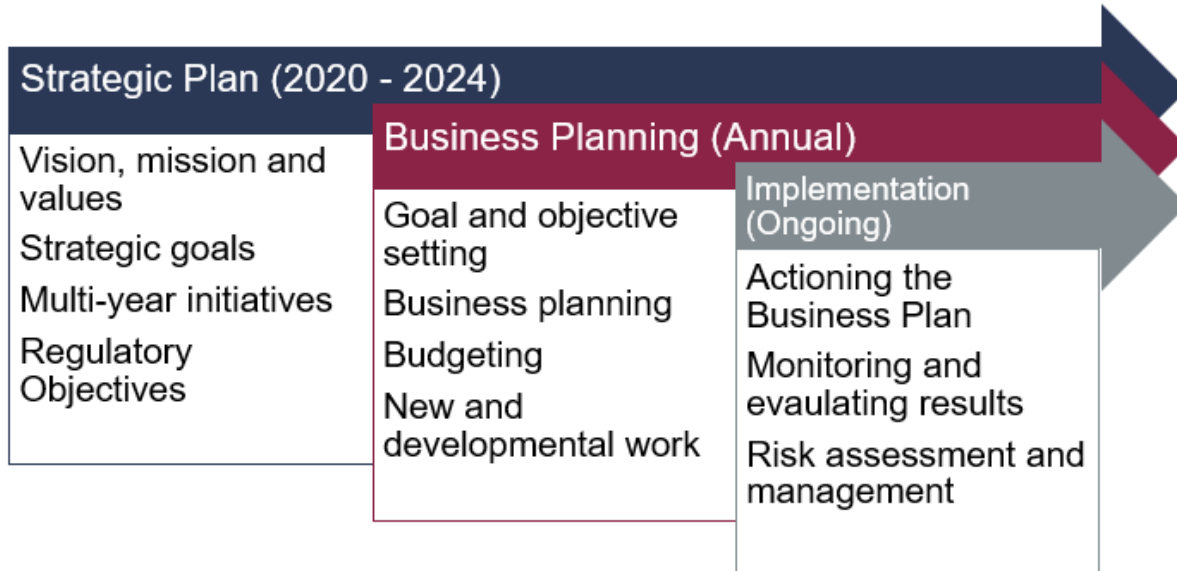 Strategic Plan (2020 - 2024)
Vision, mission and
values
Strategic goals
Multi-year initiatives
Regulatory
Objectives
Business Planning (Annual)
Goal and objective
setting
Business planning
Budgeting
New and
developmental work
Implementation
(Ongoing)
Actioning the
Business Plan
Monitoring and
evaulating results
Risk assessment and
management